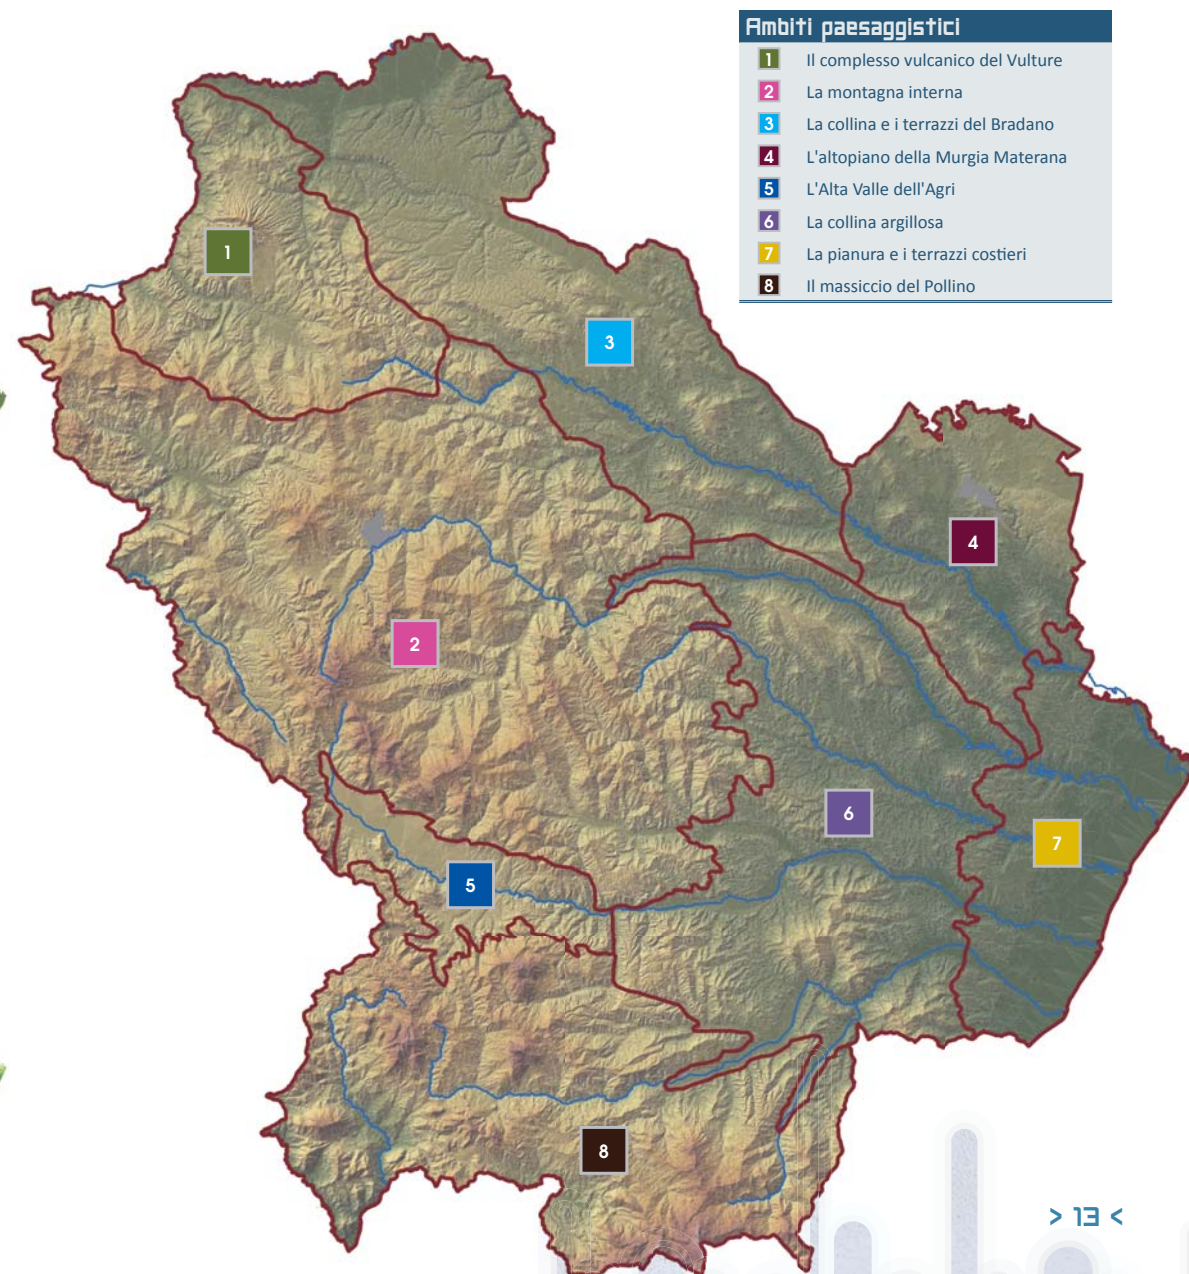 Ambiti paesaggistici
1 Il complesso vulcanico del Vulture
2 La montagna interna
3 La collina e i terrazzi del Bradano
4 L'altopiano della Murgia Materana
5 L'Alta Valle dell'Agri
6 La collina argillosa
7 La pianura e i terrazzi costieri
8 Il massiccio del Pollino
1
3
4
2
6
7
5
8
> 13 <